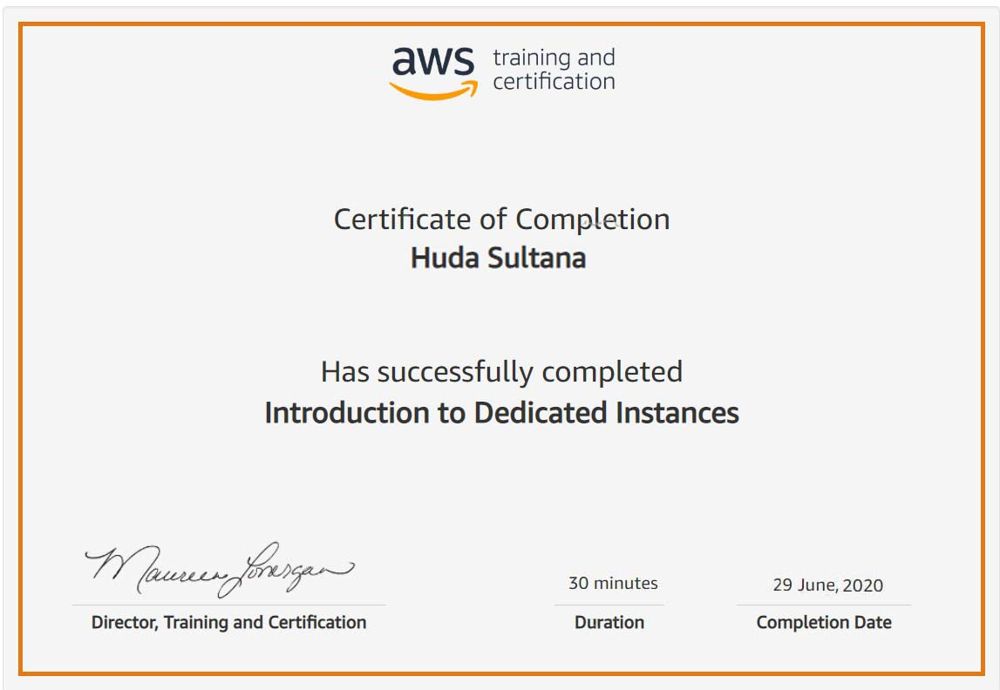 aws training and
certification
Certificate of Completion
Huda Sultana
Has successfully completed
Introduction to Dedicated Instances
Maureen Lonergan
Director, Training and Certification
30 minutes
Duration
29 June, 2020
Completion Date